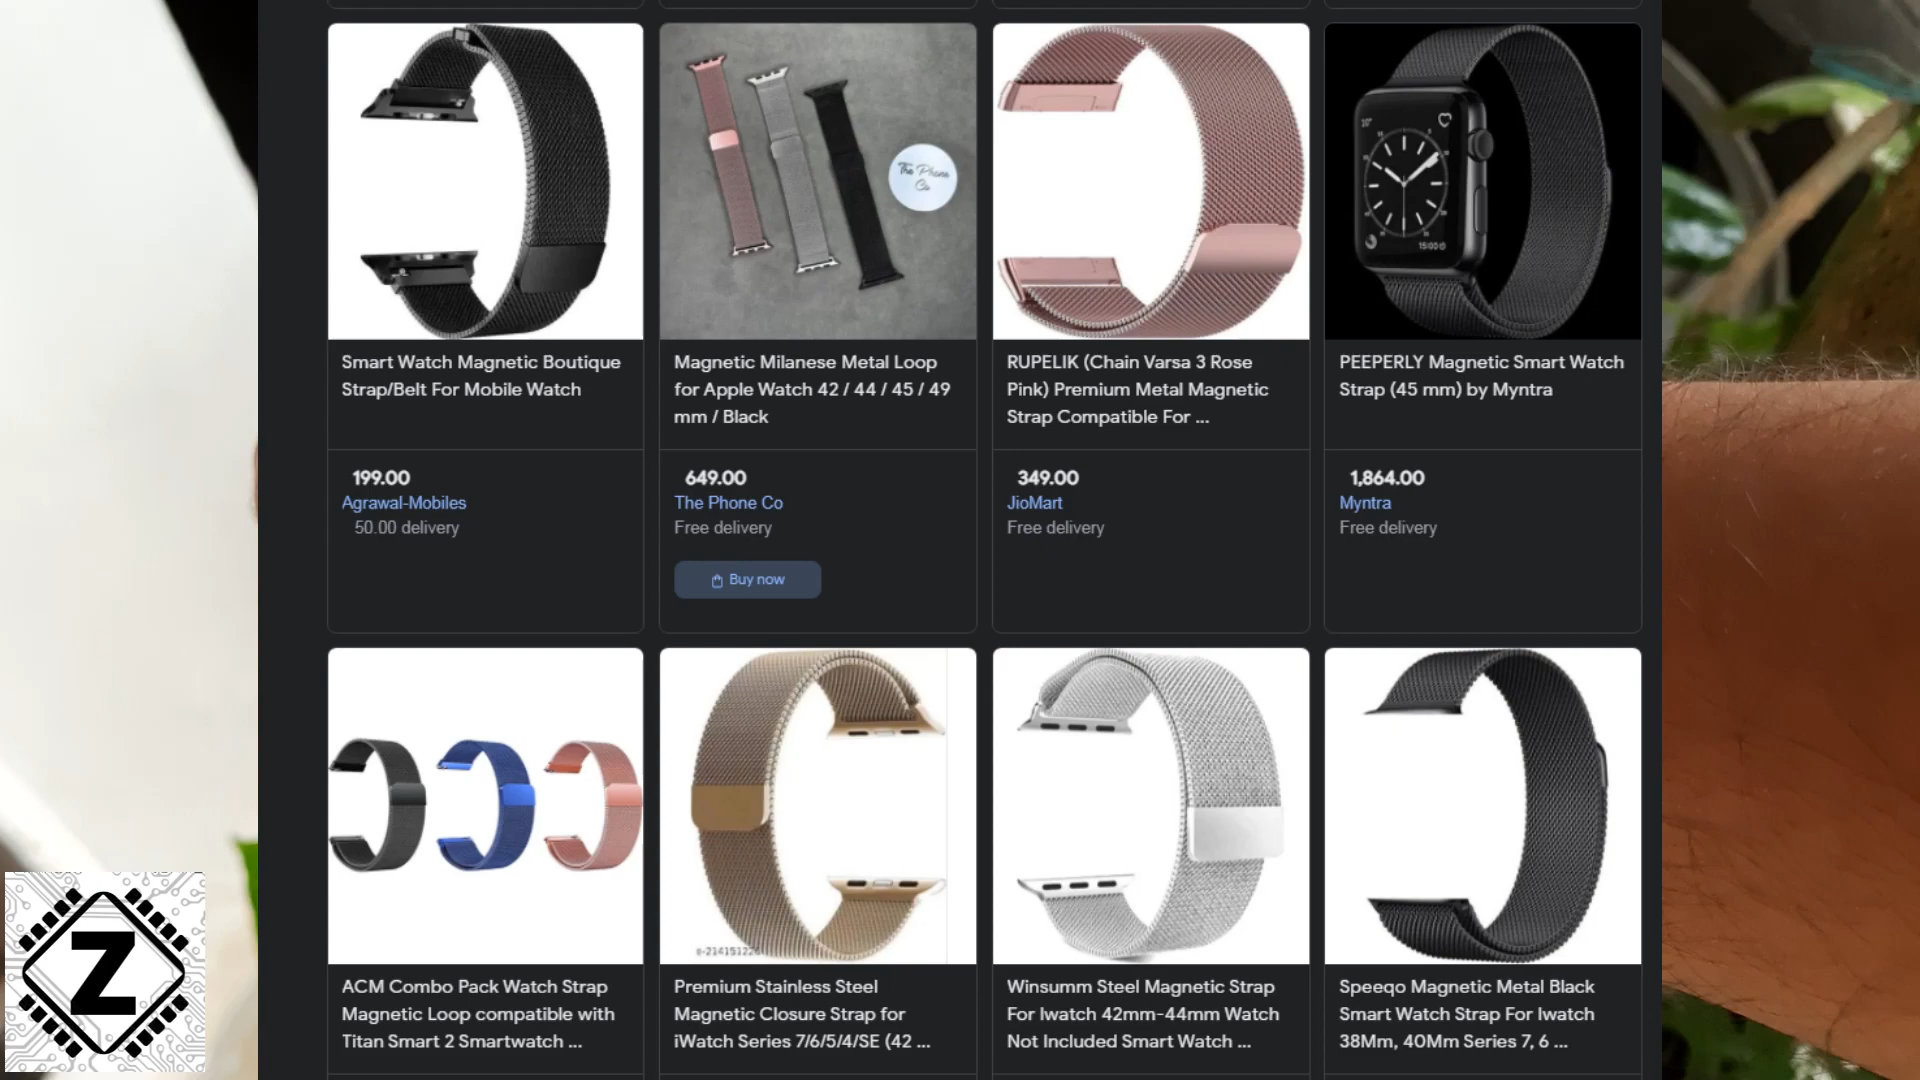 The Phone
Co
20°
15:00
Smart Watch Magnetic Boutique
Strap/Belt For Mobile Watch
199.00
Agrawal-Mobiles
50.00 delivery
Magnetic Milanese Metal Loop
for Apple Watch 42 / 44 / 45 / 49
mm / Black
649.00
The Phone Co
Free delivery
Buy now
RUPELIK (Chain Varsa 3 Rose
Pink) Premium Metal Magnetic
Strap Compatible For ...
349.00
JioMart
Free delivery
PEEPERLY Magnetic Smart Watch
Strap (45 mm) by Myntra
1,864.00
Myntra
Free delivery
ACM Combo Pack Watch Strap
Magnetic Loop compatible with
Titan Smart 2 Smartwatch ...
Premium Stainless Steel
Magnetic Closure Strap for
iWatch Series 7/6/5/4/SE (42 ...
Winsumm Steel Magnetic Strap
For Iwatch 42mm-44mm Watch
Not Included Smart Watch ...
Speeqo Magnetic Metal Black
Smart Watch Strap For Iwatch
38Mm, 40Mm Series 7, 6 ...
Z